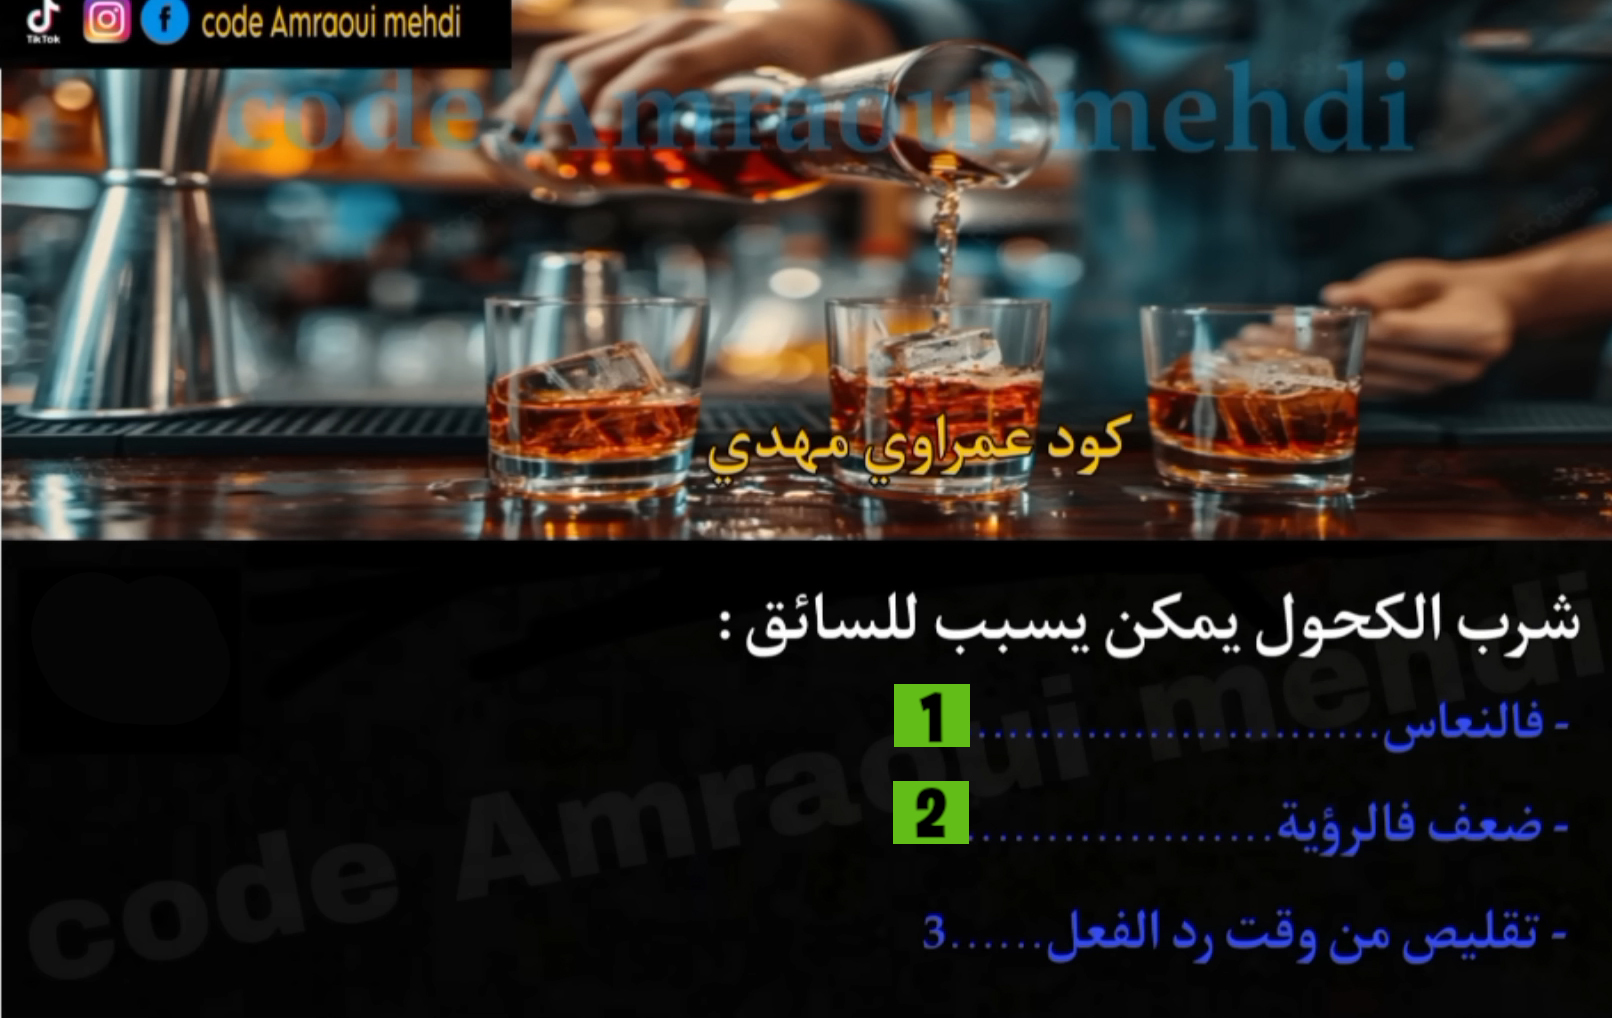 TikTok
code Amraoui mehdi
code Amraoui mehdi
كود عمراوي مهدي
شرب الكحول يمكن يسبب للسائق :
- فالنعاس.......................... 1
- ضعف فالرؤية.................... 2
- تقليص من وقت رد الفعل......3
code Amraoui mehdi